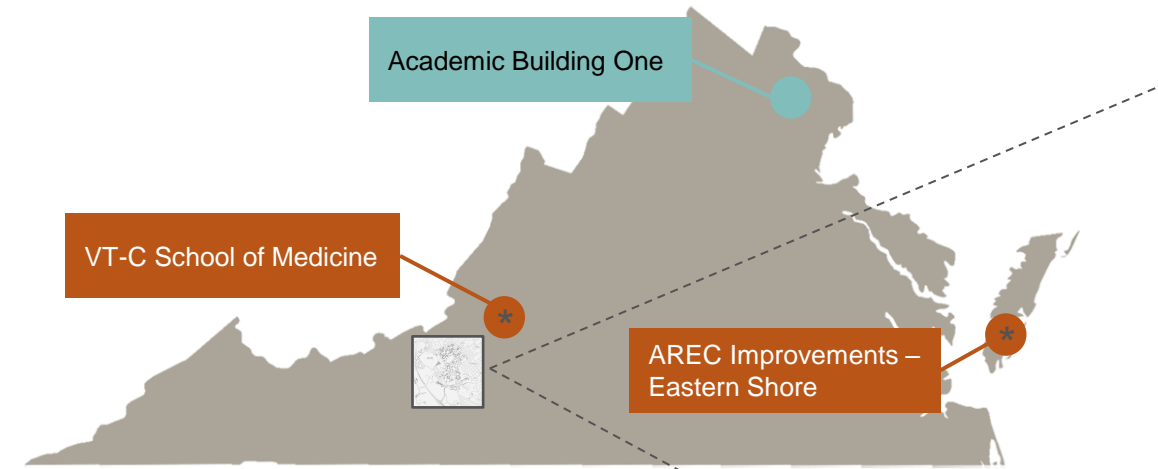 Academic Building One
VT-C School of Medicine
*
*
AREC Improvements –
Eastern Shore